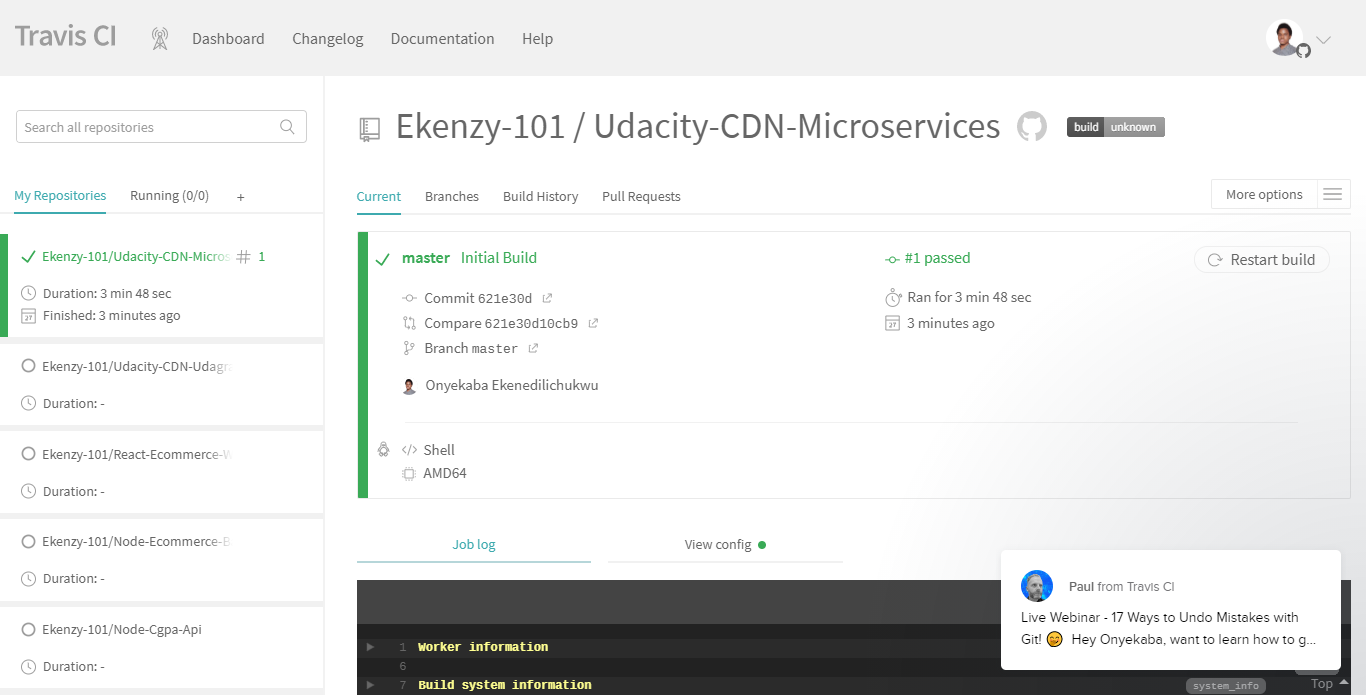 Travis CI
Dashboard
Changelog
Documentation
Help
Search all repositories
My Repositories
Running (0/0)
+
Ekenzy-101/Udacity-CDN-Micros
# 1
Duration: 3 min 48 sec
Finished: 3 minutes ago
Ekenzy-101/Udacity-CDN-Udagra
Duration: -
Ekenzy-101/React-Ecommerce-W
Duration: -
Ekenzy-101/Node-Ecommerce-B
Duration: -
Ekenzy-101/Node-Cgpa-Api
Duration: -
Ekenzy-101 / Udacity-CDN-Microservices
build unknown
Current
Branches
Build History
Pull Requests
More options
master Initial Build
#1 passed
Restart build
Commit 621e30d
Ran for 3 min 48 sec
Compare 621e30d10cb9
27 3 minutes ago
Branch master
Onyekaba Ekenedilichukwu
</> Shell
AMD64
Job log
View config
Paul from Travis CI
Live Webinar - 17 Ways to Undo Mistakes with
Git! 😄 Hey Onyekaba, want to learn how to g...
1 Worker information
6
7 Build system information
system_info
Top